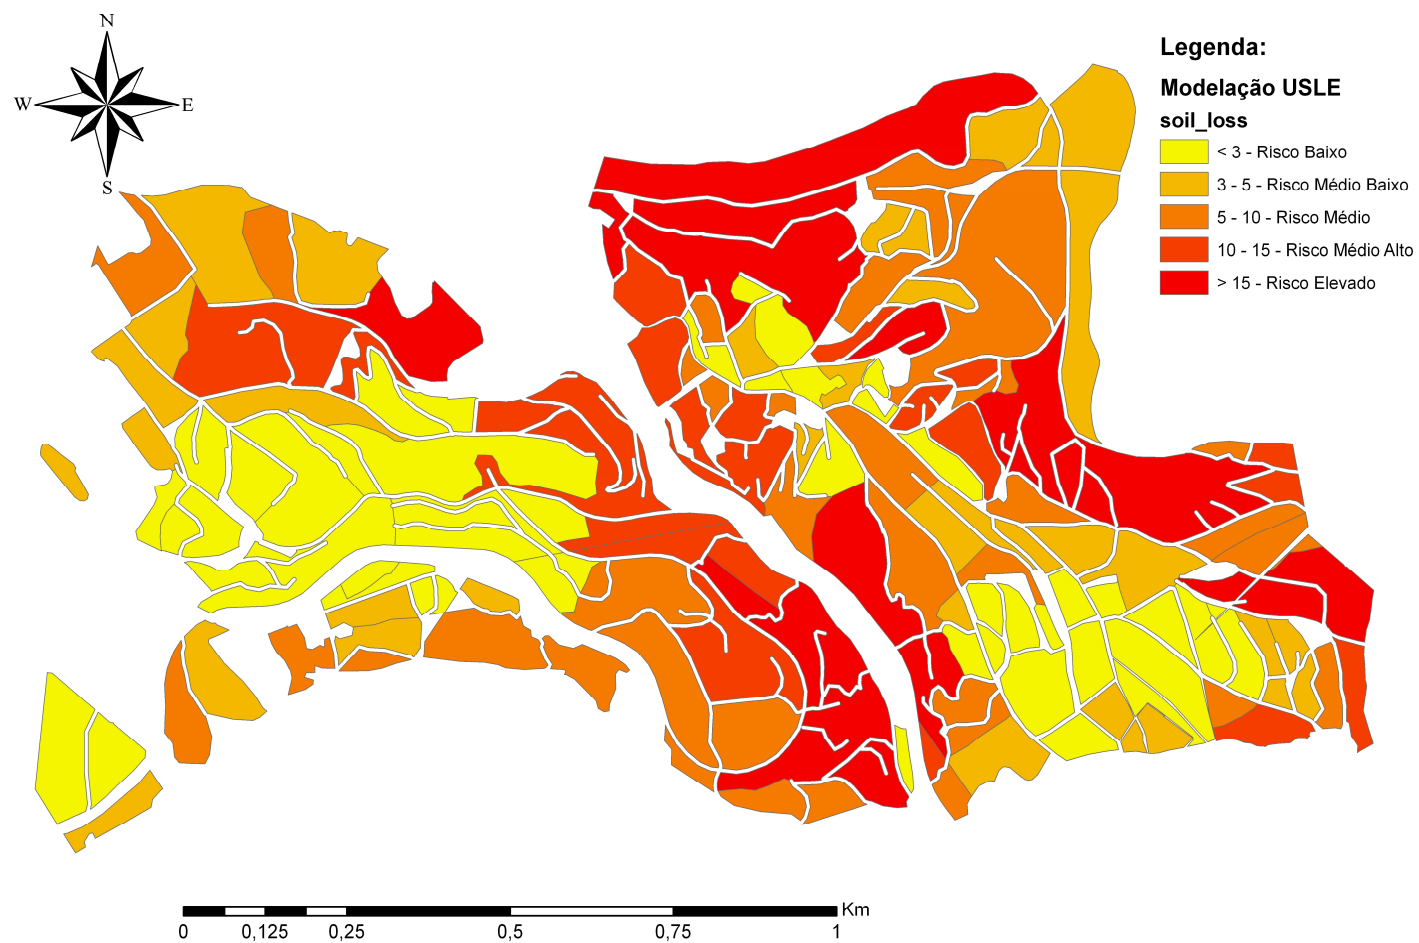 N
W E
S
Legenda:
Modelação USLE
soil_loss
< 3 - Risco Baixo
3 - 5 - Risco Médio Baixo
5 - 10 - Risco Médio
10 - 15 - Risco Médio Alto
> 15 - Risco Elevado
Km
0 0,125 0,25 0,5 0,75 1